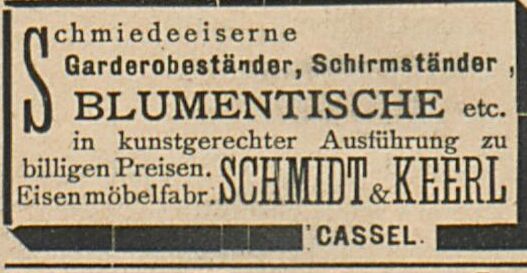 Schmiedeeiserne
Garderobeständer, Schirmständer,
BLUMENTISCHE etc.
in kunstgerechter Ausführung zu
billigen Preisen.
Eisenmöbelfabr. SCHMIDT & KEERL
CASSEL.